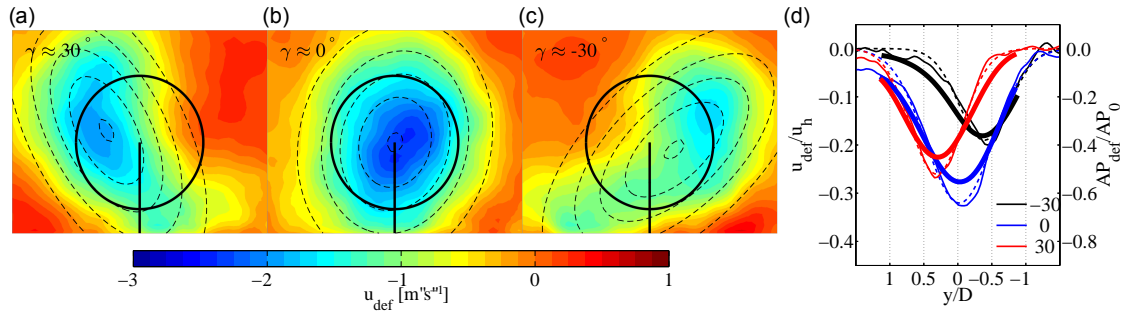 (a)
γ ≈ 30°
(b)
γ ≈ 0°
(c)
γ ≈ -30°
−3
−2
−1
0
1
u_def [m"s"-1]
(d)
0.0
−0.1
−0.2
−0.3
−0.4
u_def/u_h
0.0
−0.2
−0.4
−0.6
−0.8
AP_def/AP_0
−30
0
30
1
0.5
0
−0.5
−1
y/D